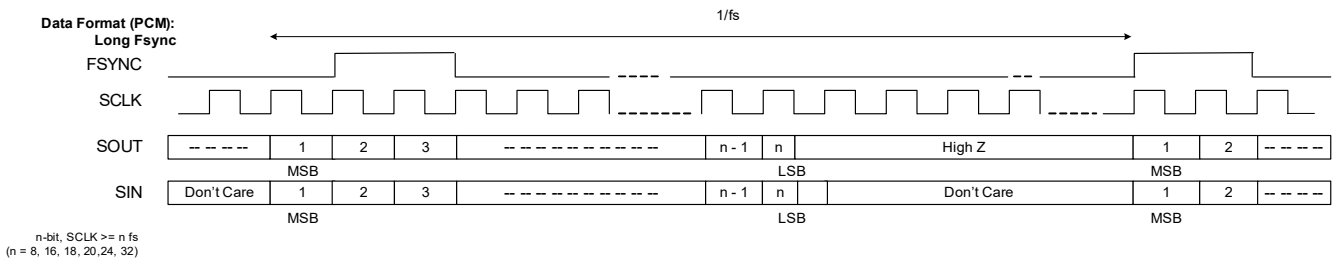 1/fs
Data Format (PCM):
Long Fsync
FSYNC
SCLK
SOUT -- -- -- -- 1 2 3 -- -- -- -- -- -- -- -- -- -- n - 1 n High Z 1 2 -- -- -- --
MSB LSB MSB
SIN Don't Care 1 2 3 -- -- -- -- -- -- -- -- -- -- n - 1 n Don't Care 1 2 -- -- -- --
MSB LSB MSB
n-bit, SCLK >= n fs
(n = 8, 16, 18, 20,24, 32)